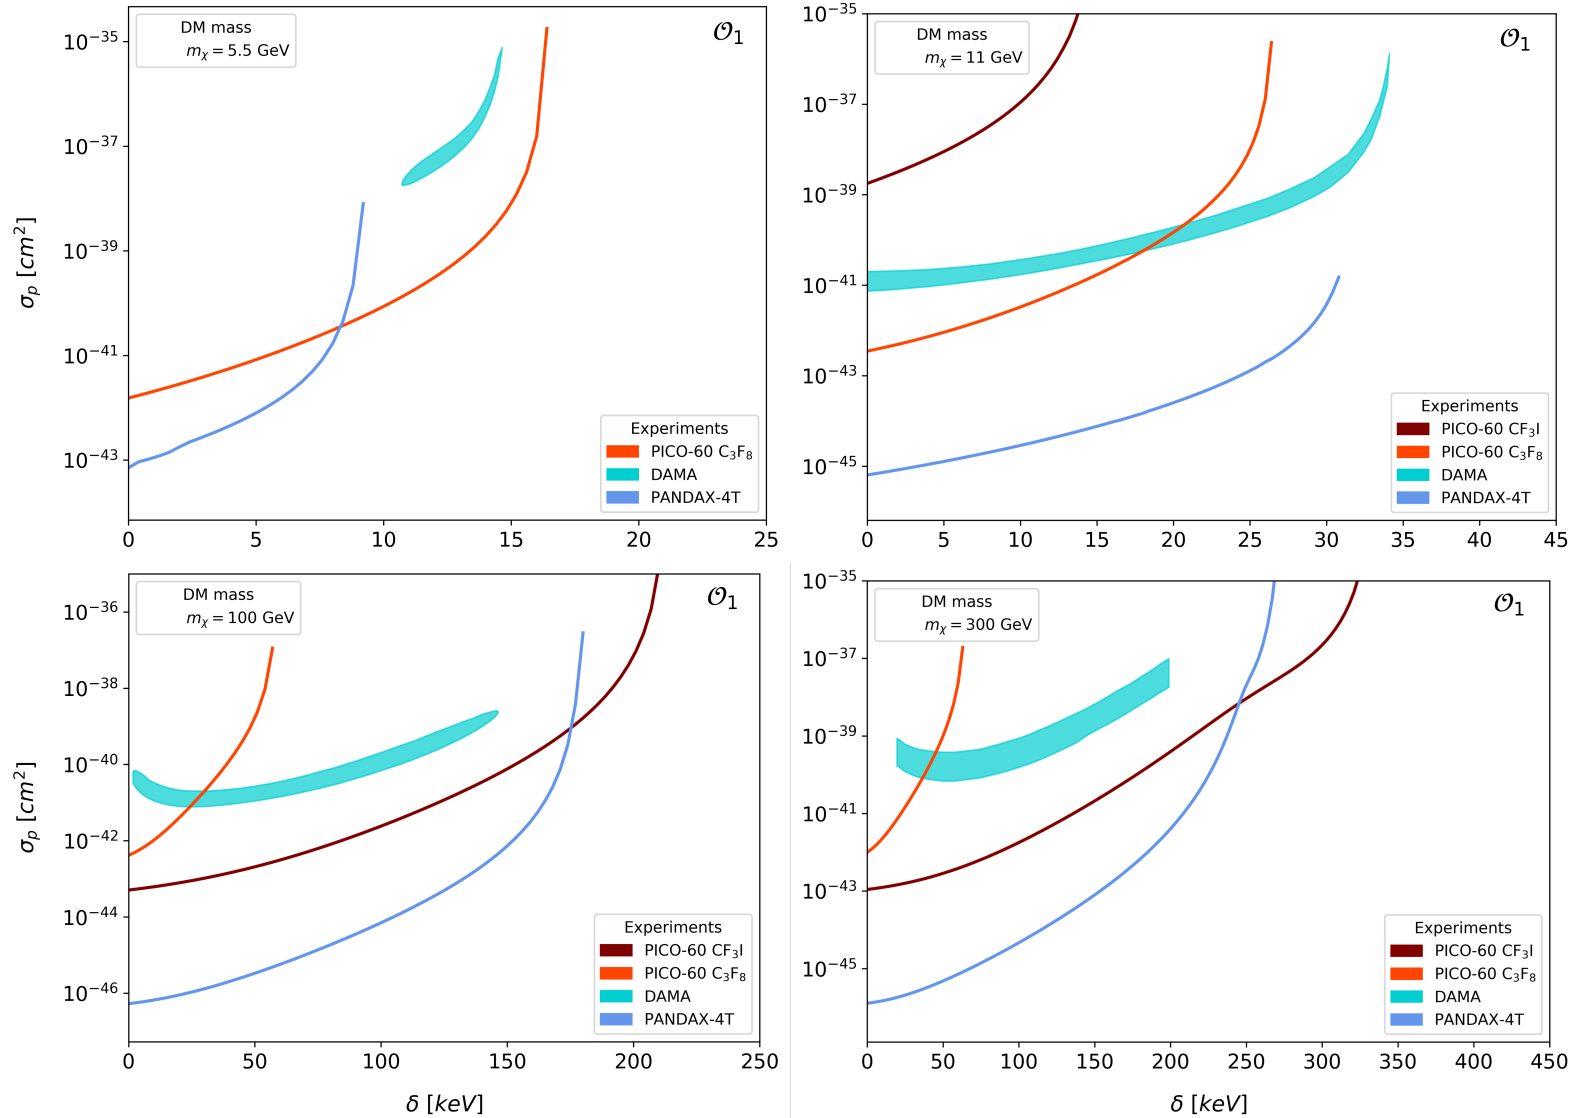 DM mass
m_χ = 5.5 GeV
𝒪₁
10⁻³⁵
10⁻³⁷
10⁻³⁹
10⁻⁴¹
10⁻⁴³
σ_p [cm²]
Experiments
PICO-60 C₃F₈
DAMA
PANDAX-4T
0 5 10 15 20 25
DM mass
m_χ = 11 GeV
𝒪₁
10⁻³⁵
10⁻³⁷
10⁻³⁹
10⁻⁴¹
10⁻⁴³
10⁻⁴⁵
Experiments
PICO-60 CF₃I
PICO-60 C₃F₈
DAMA
PANDAX-4T
0 5 10 15 20 25 30 35 40 45
DM mass
m_χ = 100 GeV
𝒪₁
10⁻³⁶
10⁻³⁸
10⁻⁴⁰
10⁻⁴²
10⁻⁴⁴
10⁻⁴⁶
σ_p [cm²]
Experiments
PICO-60 CF₃I
PICO-60 C₃F₈
DAMA
PANDAX-4T
0 50 100 150 200 250
δ [keV]
DM mass
m_χ = 300 GeV
𝒪₁
10⁻³⁵
10⁻³⁷
10⁻³⁹
10⁻⁴¹
10⁻⁴³
10⁻⁴⁵
Experiments
PICO-60 CF₃I
PICO-60 C₃F₈
DAMA
PANDAX-4T
0 50 100 150 200 250 300 350 400 450
δ [keV]